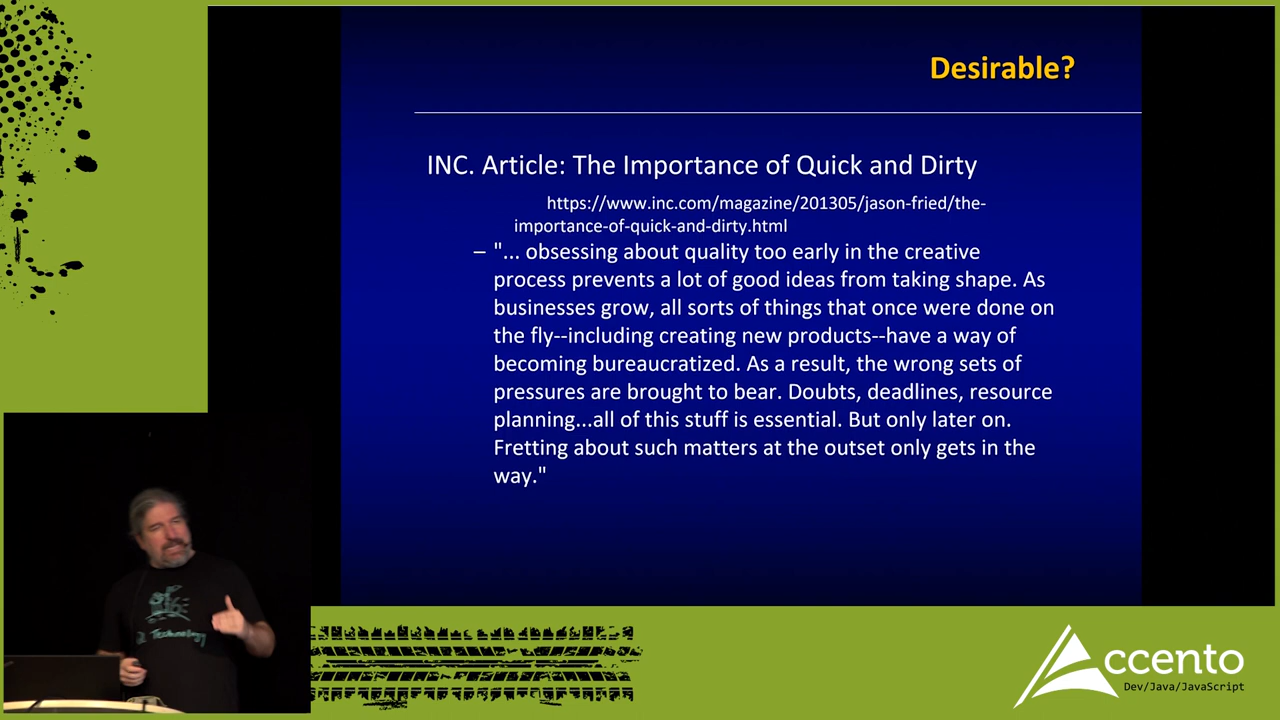 Desirable?
INC. Article: The Importance of Quick and Dirty
https://www.inc.com/magazine/201305/jason-fried/the-
importance-of-quick-and-dirty.html
– "... obsessing about quality too early in the creative
process prevents a lot of good ideas from taking shape. As
businesses grow, all sorts of things that once were done on
the fly--including creating new products--have a way of
becoming bureaucratized. As a result, the wrong sets of
pressures are brought to bear. Doubts, deadlines, resource
planning...all of this stuff is essential. But only later on.
Fretting about such matters at the outset only gets in the
way."
Technology
Accento
Dev/Java/JavaScript